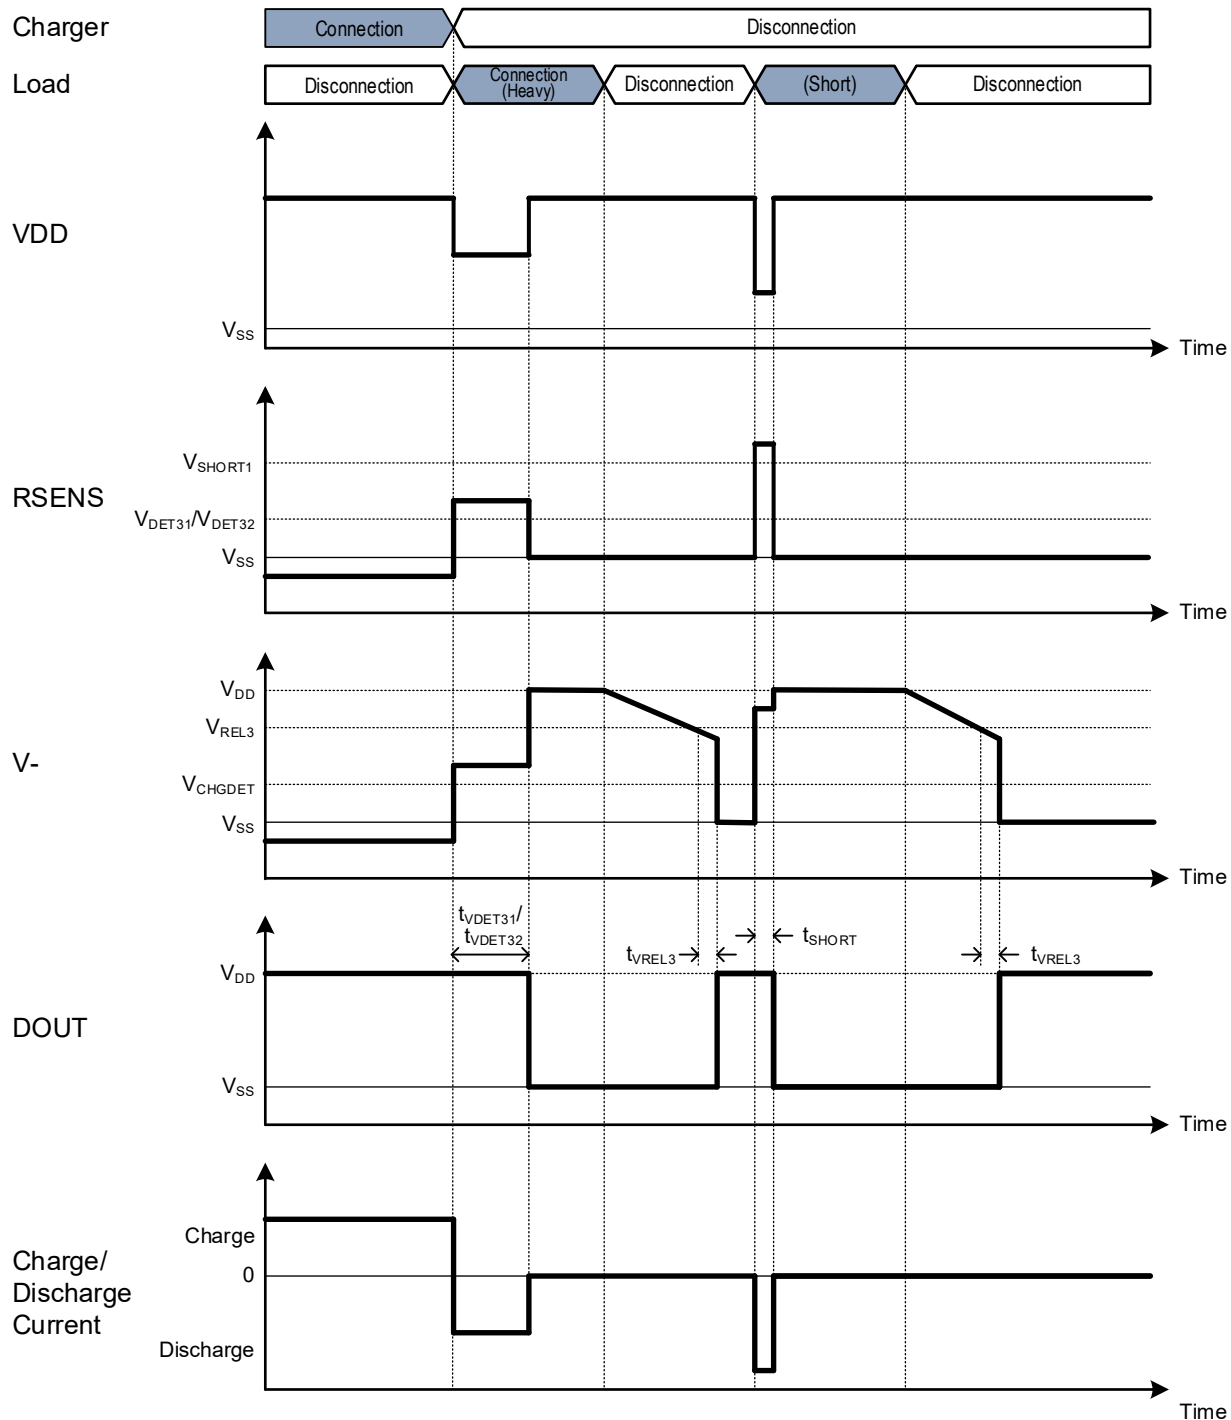 Charger
Connection
Disconnection
Load
Disconnection
Connection
(Heavy)
Disconnection
(Short)
Disconnection
VDD
VSS
Time
RSENS
VSHORT1
VDET31/VDET32
VSS
Time
V-
VDD
VREL3
VCHGDET
VSS
Time
DOUT
tVDET31/
tVDET32
tVREL3
tSHORT
tVREL3
VDD
VSS
Time
Charge/
Discharge
Current
Charge
0
Discharge
Time